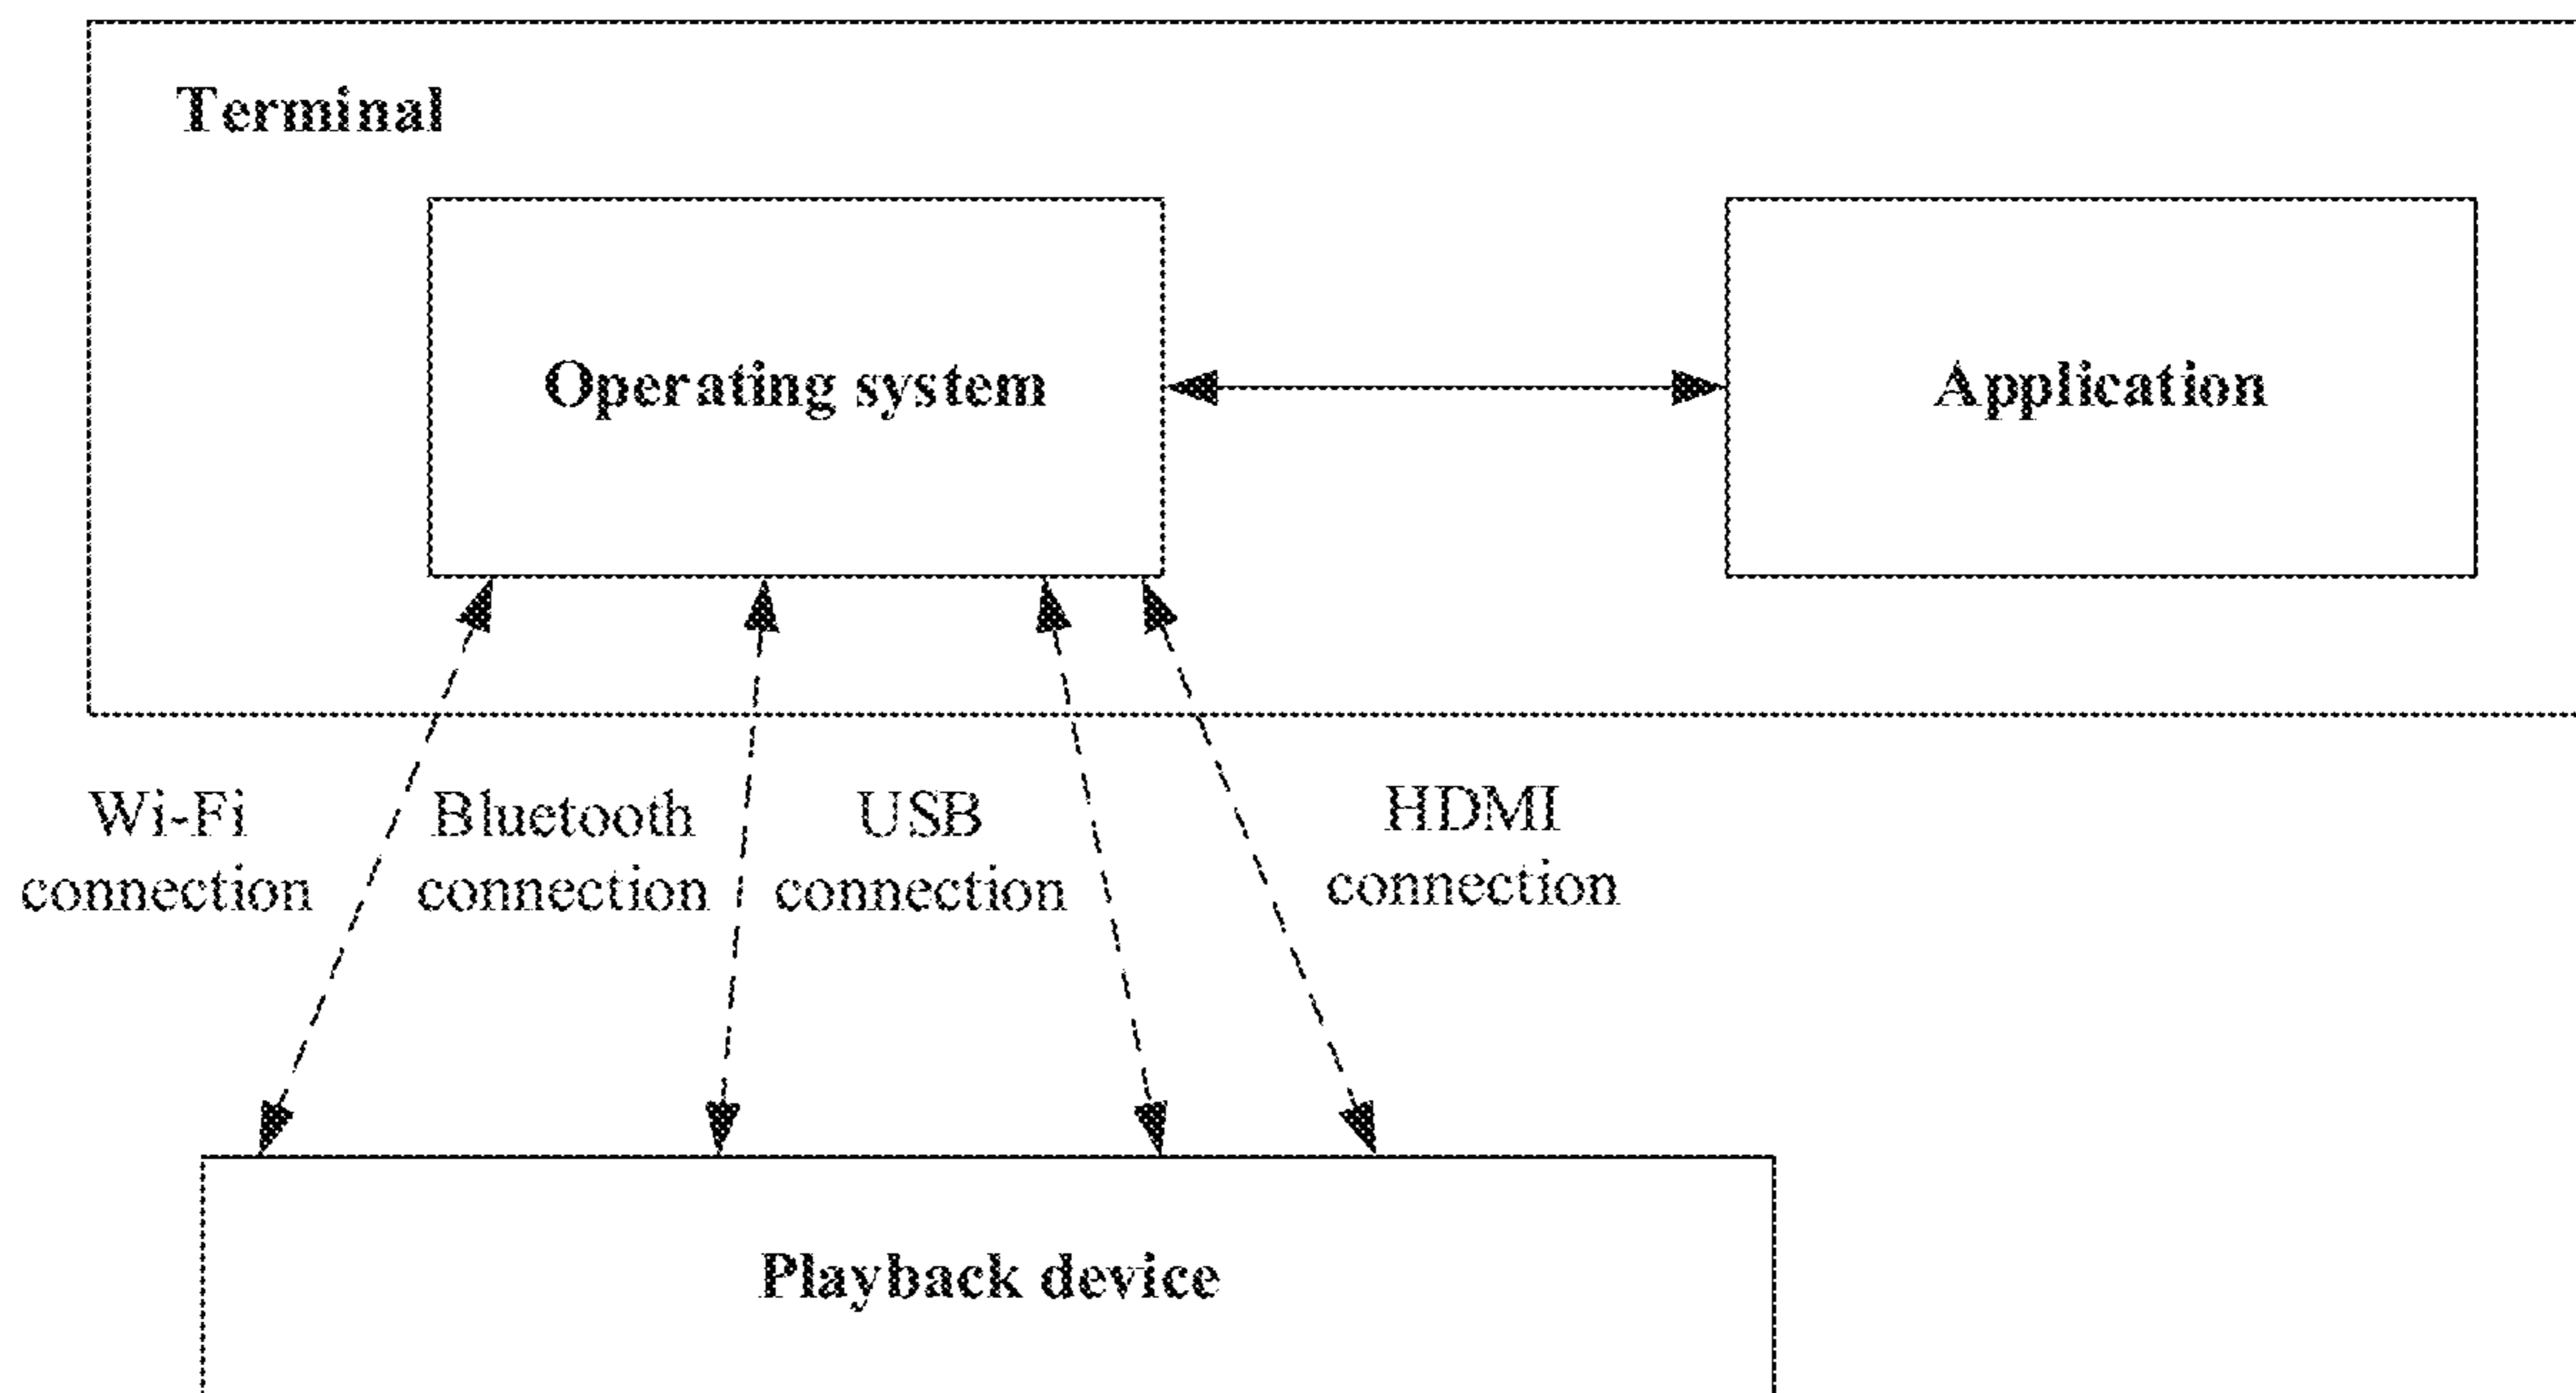 Terminal
Operating system
Application
Wi-Fi
connection
Bluetooth
connection
USB
connection
HDMI
connection
Playback device